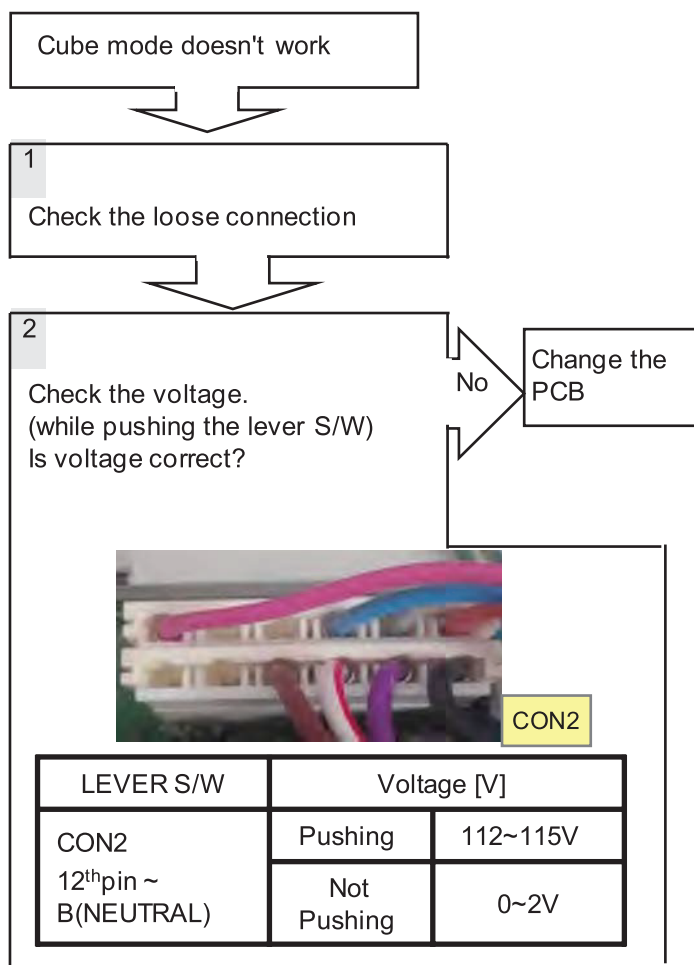 Cube mode doesn't work
1
Check the loose connection
2
Check the voltage.
(while pushing the lever S/W)
Is voltage correct?
No
Change the
PCB
CON2
LEVER S/W
Voltage [V]
CON2
12thpin ~
B(NEUTRAL)
Pushing
112~115V
Not
Pushing
0~2V